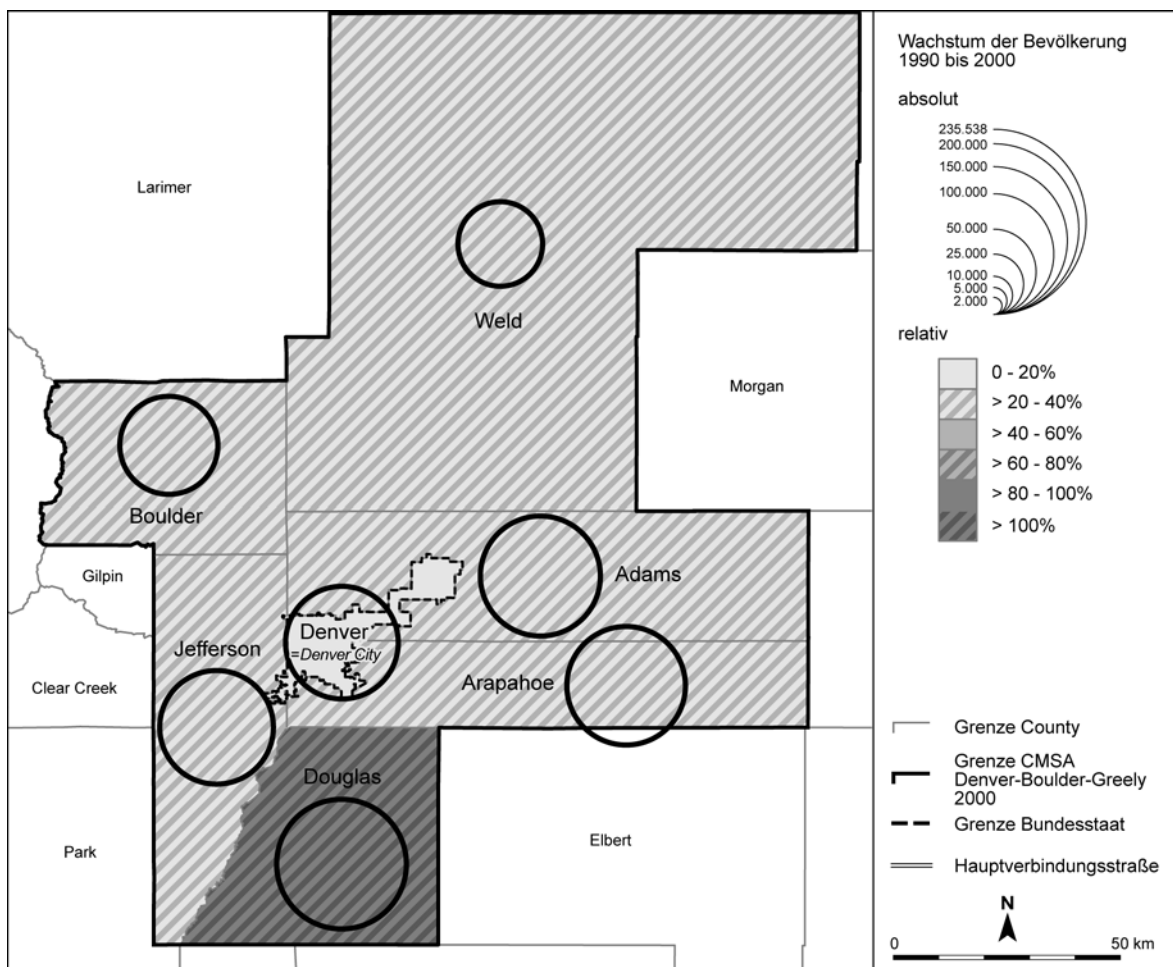 Larimer
Weld
Morgan
Boulder
Gilpin
Adams
Denver
=Denver City
Jefferson
Arapahoe
Clear Creek
Douglas
Park
Elbert
Wachstum der Bevölkerung
1990 bis 2000
absolut
235.538
200.000
150.000
100.000
50.000
25.000
10.000
5.000
2.000
relativ
0 - 20%
> 20 - 40%
> 40 - 60%
> 60 - 80%
> 80 - 100%
> 100%
Grenze County
Grenze CMSA
Denver-Boulder-Greely
2000
Grenze Bundesstaat
Hauptverbindungsstraße
N
0 50 km